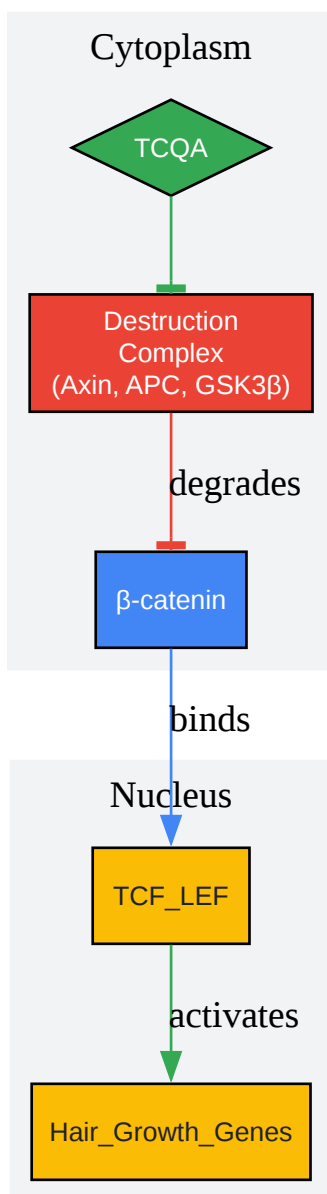 Cytoplasm
TCQA
Destruction
Complex
(Axin, APC, GSK3β)
degrades
β-catenin
binds
Nucleus
TCF_LEF
activates
Hair_Growth_Genes